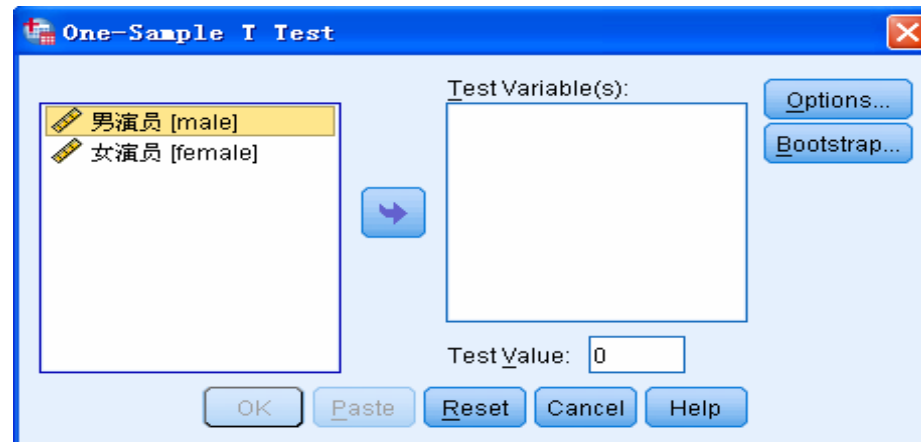 One-Sample T Test
男演员 [male]
女演员 [female]
Test Variable(s):
Options...
Bootstrap...
Test Value: 0
OK Paste Reset Cancel Help